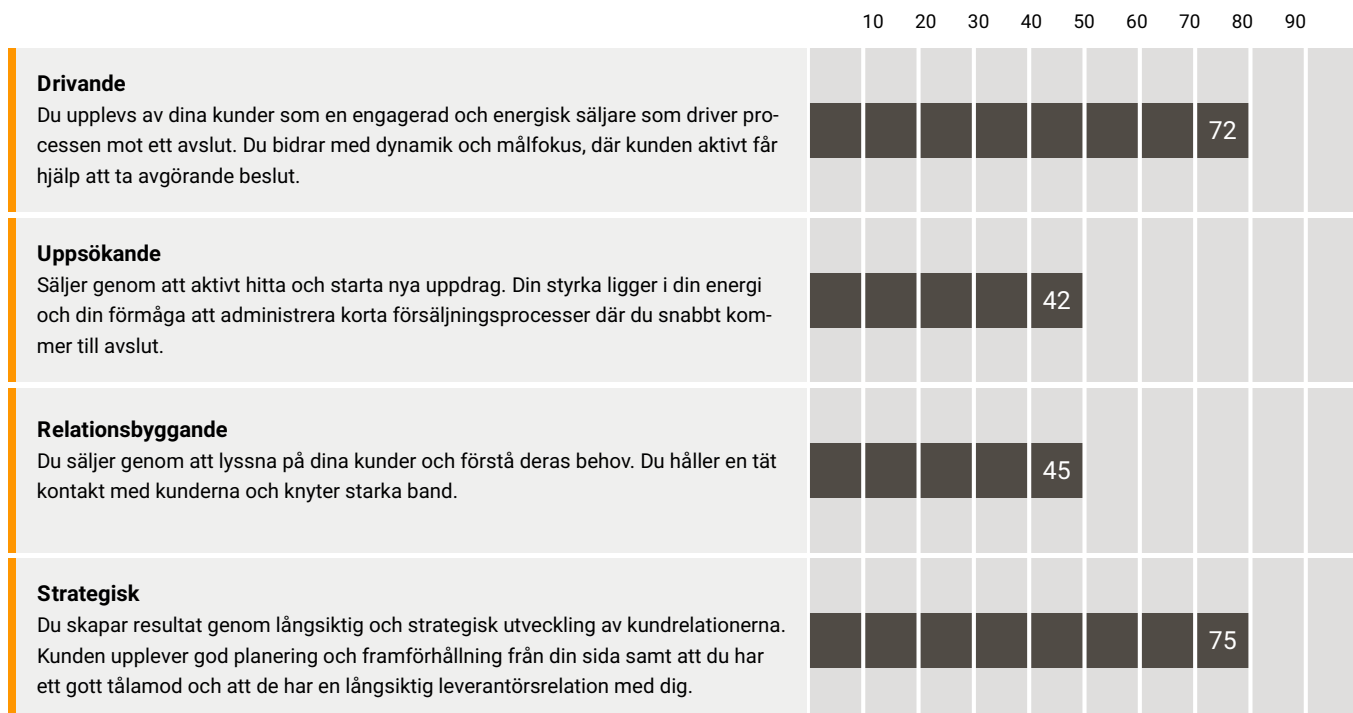 10 20 30 40 50 60 70 80 90
Drivande
Du upplevs av dina kunder som en engagerad och energisk säljare som driver pro-
cessen mot ett avslut. Du bidrar med dynamik och målfokus, där kunden aktivt får
hjälp att ta avgörande beslut.
72
Uppsökande
Säljer genom att aktivt hitta och starta nya uppdrag. Din styrka ligger i din energi
och din förmåga att administrera korta försäljningsprocesser där du snabbt kom-
mer till avslut.
42
Relationsbyggande
Du säljer genom att lyssna på dina kunder och förstå deras behov. Du håller en tät
kontakt med kunderna och knyter starka band.
45
Strategisk
Du skapar resultat genom långsiktig och strategisk utveckling av kundrelationerna.
Kunden upplever god planering och framförhållning från din sida samt att du har
ett gott tålamod och att de har en långsiktig leverantörsrelation med dig.
75